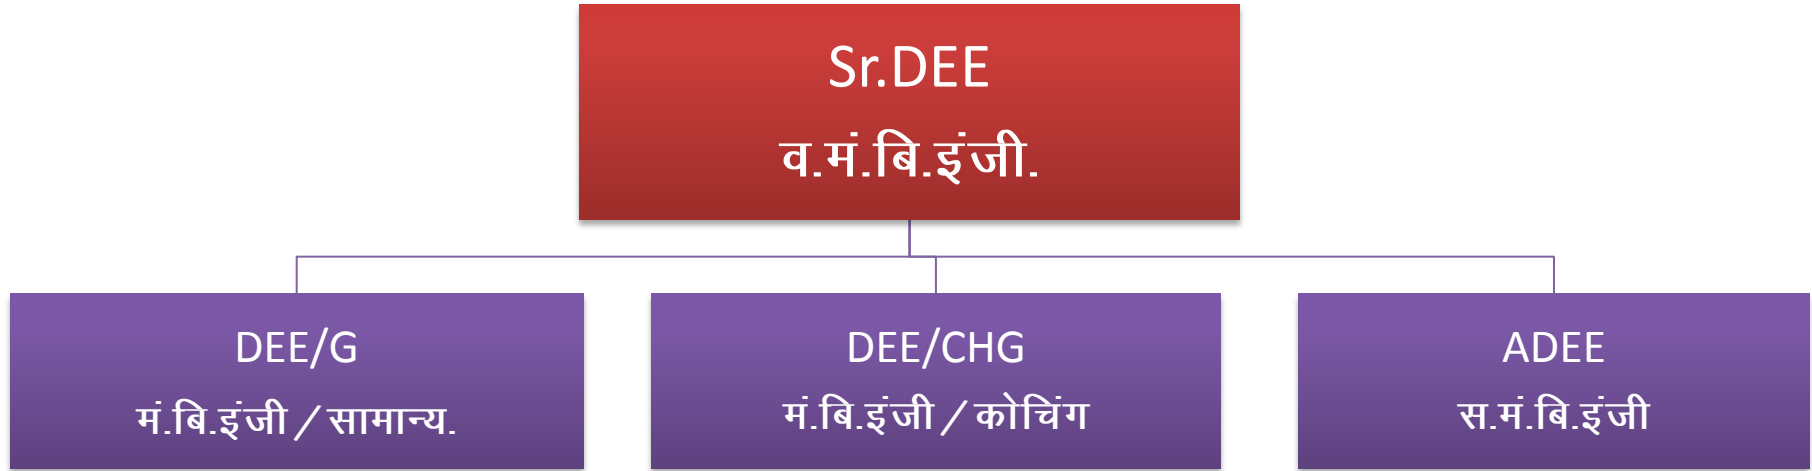 Sr.DEE
व.मं.बि.इंजी.
DEE/G
मं.बि.इंजी / सामान्य.
DEE/CHG
मं.बि.इंजी / कोचिंग
ADEE
स.मं.बि.इंजी